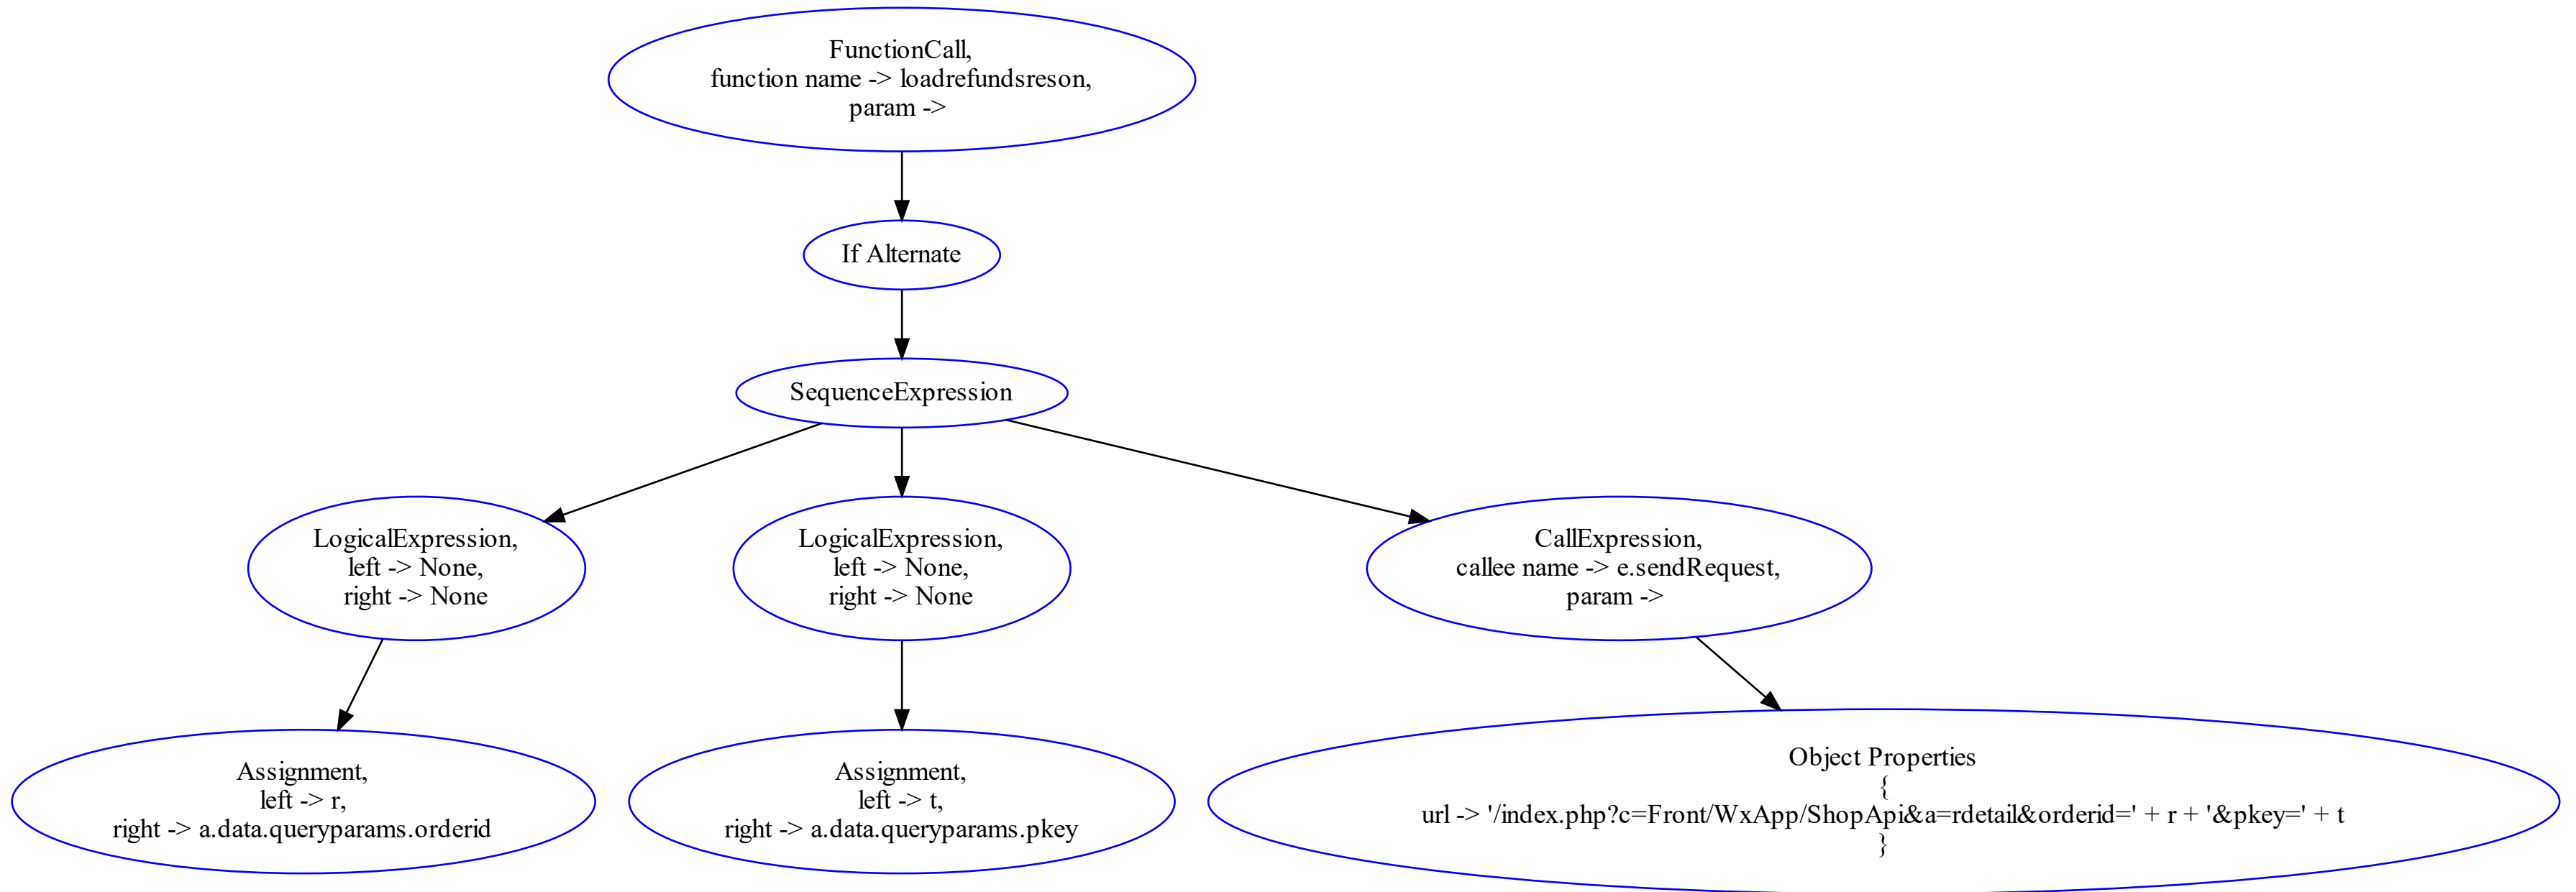 FunctionCall,
function name -> loadrefundsreson,
param ->
If Alternate
SequenceExpression
LogicalExpression,
left -> None,
right -> None
LogicalExpression,
left -> None,
right -> None
CallExpression,
callee name -> e.sendRequest,
param ->
Assignment,
left -> r,
right -> a.data.queryparams.orderid
Assignment,
left -> t,
right -> a.data.queryparams.pkey
Object Properties
{
url -> '/index.php?c=Front/WxApp/ShopApi&a=rdetail&orderid=' + r + '&pkey=' + t
}